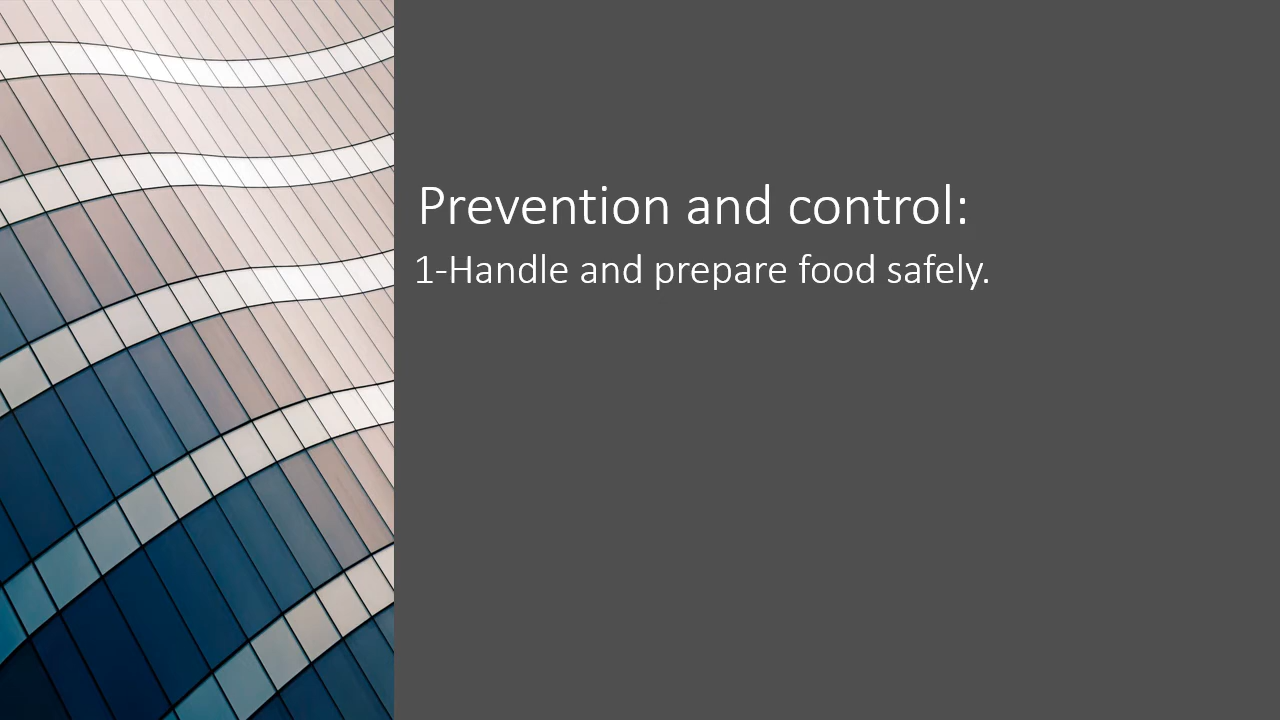 Prevention and control:
1-Handle and prepare food safely.